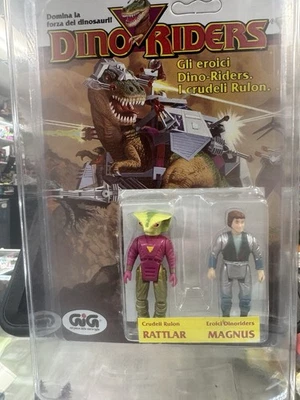 Domina la
forza dei dinosauri!
DINO RIDERS
Gli eroici
Dino-Riders.
I crudeli Rulon.
GIG
Crudeli Rulon
RATTLAR
Eroici Dinoriders
MAGNUS